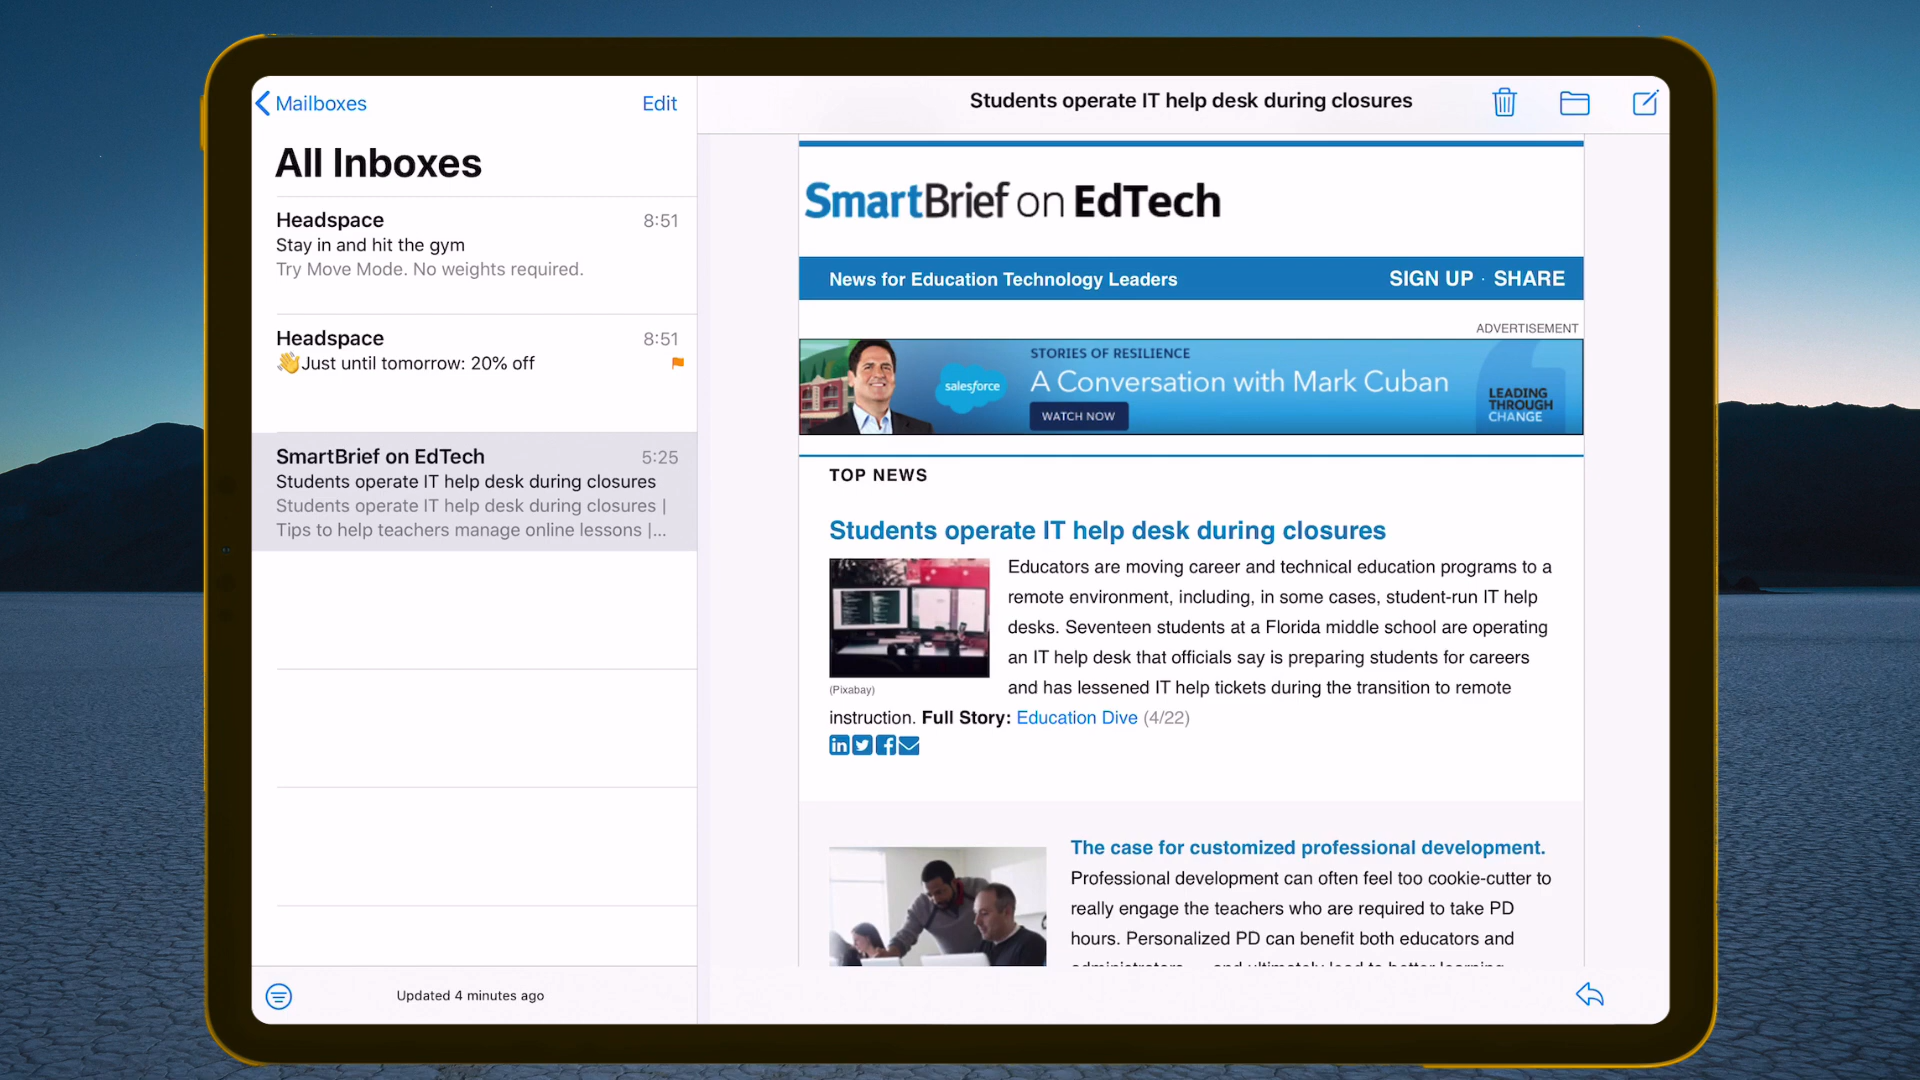 Mailboxes
Edit
All Inboxes
Headspace 8:51
Stay in and hit the gym
Try Move Mode. No weights required.
Headspace 8:51
👋Just until tomorrow: 20% off
SmartBrief on EdTech 5:25
Students operate IT help desk during closures
Students operate IT help desk during closures |
Tips to help teachers manage online lessons |...
Updated 4 minutes ago
Students operate IT help desk during closures
SmartBrief on EdTech
News for Education Technology Leaders
SIGN UP · SHARE
ADVERTISEMENT
salesforce
STORIES OF RESILIENCE
A Conversation with Mark Cuban
WATCH NOW
LEADING
THROUGH
CHANGE
TOP NEWS
Students operate IT help desk during closures
Educators are moving career and technical education programs to a
remote environment, including, in some cases, student-run IT help
desks. Seventeen students at a Florida middle school are operating
an IT help desk that officials say is preparing students for careers
and has lessened IT help tickets during the transition to remote
(Pixabay)
instruction. Full Story: Education Dive (4/22)
The case for customized professional development.
Professional development can often feel too cookie-cutter to
really engage the teachers who are required to take PD
hours. Personalized PD can benefit both educators and